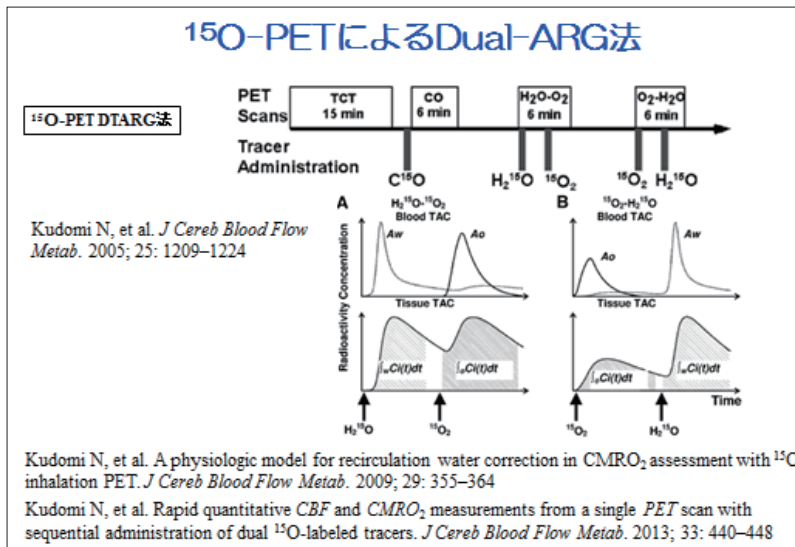 ¹⁵O-PETによるDual-ARG法
¹⁵O-PET DTARG法
PET Scans
TCT
15 min
CO
6 min
H₂O-O₂
6 min
O₂-H₂O
6 min
Tracer Administration
C¹⁵O
H₂¹⁵O
¹⁵O₂
¹⁵O₂
H₂¹⁵O
Kudomi N, et al. J Cereb Blood Flow
Metab. 2005; 25: 1209–1224
Radioactivity Concentration
A
H₂¹⁵O-¹⁵O₂
Blood TAC
Aw
Ao
Tissue TAC
∫wCi(t)dt
∫oCi(t)dt
H₂¹⁵O
¹⁵O₂
B
¹⁵O₂-H₂¹⁵O
Blood TAC
Ao
Aw
Tissue TAC
∫oCi(t)dt
∫wCi(t)dt
Time
¹⁵O₂
H₂¹⁵O
Kudomi N, et al. A physiologic model for recirculation water correction in CMRO₂ assessment with ¹⁵O
inhalation PET. J Cereb Blood Flow Metab. 2009; 29: 355–364
Kudomi N, et al. Rapid quantitative CBF and CMRO₂ measurements from a single PET scan with
sequential administration of dual ¹⁵O-labeled tracers. J Cereb Blood Flow Metab. 2013; 33: 440–448